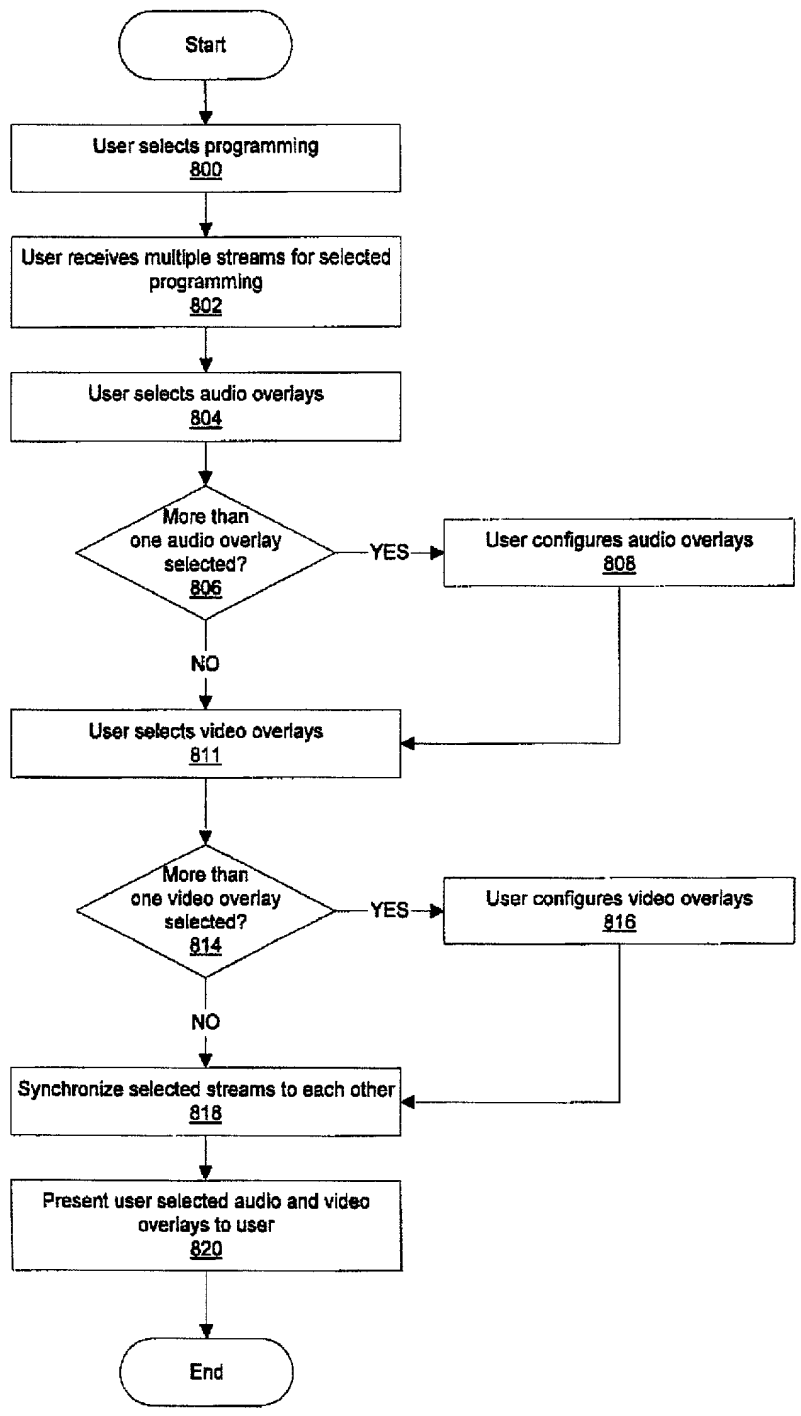 Start
User selects programming
800
User receives multiple streams for selected
programming
802
User selects audio overlays
804
More than
one audio overlay
selected?
806
YES
User configures audio overlays
808
NO
User selects video overlays
811
More than
one video overlay
selected?
814
YES
User configures video overlays
816
NO
Synchronize selected streams to each other
818
Present user selected audio and video
overlays to user
820
End